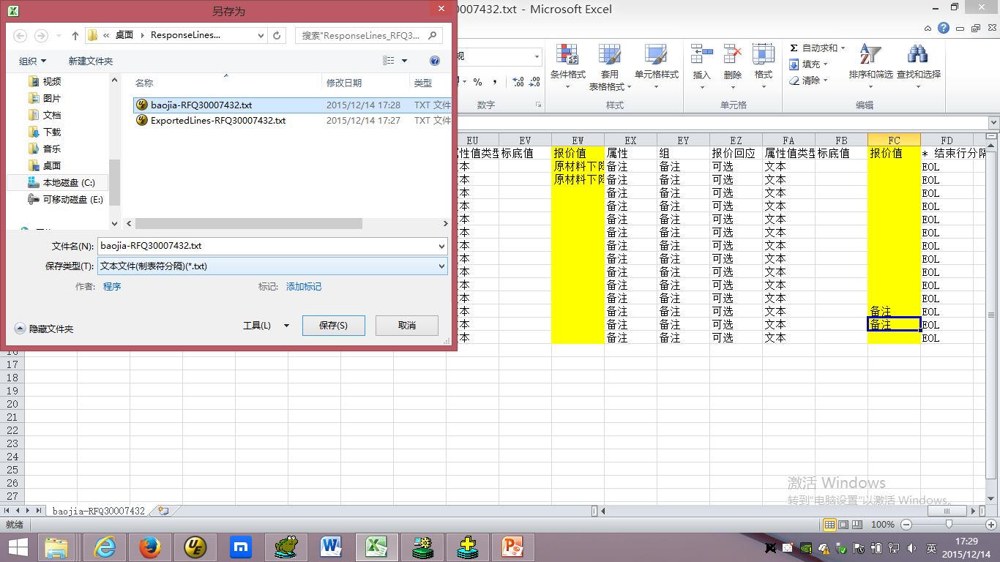 另存为
0007432.txt - Microsoft Excel
« 桌面 ResponseLines...
搜索"ResponseLines_RFQ3...
组织 新建文件夹
视频
图片
文档
下载
音乐
桌面
本地磁盘 (C:)
可移动磁盘 (E:)
名称 修改日期 类型
baojia-RFQ30007432.txt 2015/12/14 17:28 TXT 文件
ExportedLines-RFQ30007432.txt 2015/12/14 17:27 TXT 文件
文件名(N): baojia-RFQ30007432.txt
保存类型(T): 文本文件(制表符分隔)(*.txt)
作者: 程序 标记: 添加标记
隐藏文件夹 工具(L) 保存(S) 取消
规
% ,
条件格式 套用 表格格式 单元格样式
插入 删除 格式
Σ 自动求和
填充
清除
排序和筛选 查找和选择
数字 样式 单元格 编辑
EU EV EW EX EY EZ FA FB FC FD
性值类型 标底值 报价值 属性 组 报价回应 属性值类型 标底值 报价值 * 结束行分隔
本 原材料下降 备注 备注 可选 文本 EOL
本 原材料下降 备注 备注 可选 文本 EOL
本 备注 备注 可选 文本 EOL
本 备注 备注 可选 文本 EOL
本 备注 备注 可选 文本 EOL
本 备注 备注 可选 文本 EOL
本 备注 备注 可选 文本 EOL
本 备注 备注 可选 文本 EOL
本 备注 备注 可选 文本 EOL
本 备注 备注 可选 文本 EOL
本 备注 备注 可选 文本 EOL
本 备注 备注 可选 文本 备注 EOL
本 备注 备注 可选 文本 备注 EOL
本 备注 备注 可选 文本 EOL
16
17
18
19
20
21
22
23
24
25
26
27
激活 Windows
转到"电脑设置"以激活 Windows。
baojia-RFQ30007432
就绪 100%
英 17:29
2015/12/14